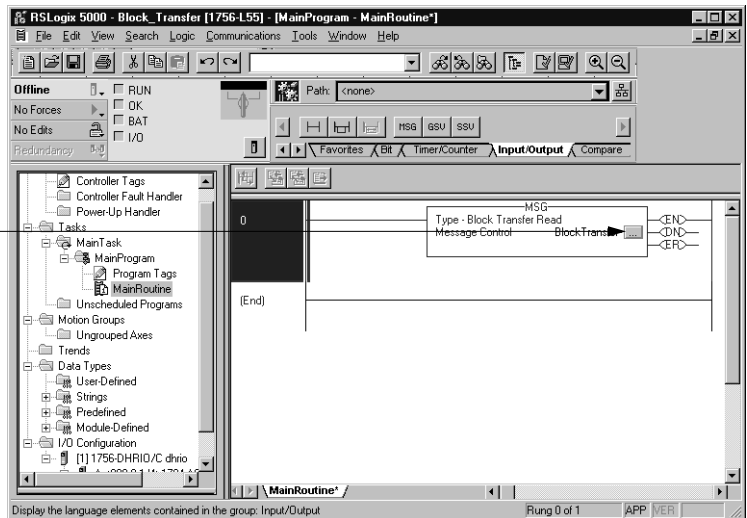 RSLogix 5000 - Block_Transfer [1756-L55] - [MainProgram - MainRoutine*]
File Edit View Search Logic Communications Tools Window Help
Offline
RUN
No Forces
OK
No Edits
BAT
Redundancy
I/O
Path: <none>
MSG GSV SSV
Favorites Bit Timer/Counter Input/Output Compare
Controller Tags
Controller Fault Handler
Power-Up Handler
Tasks
MainTask
MainProgram
Program Tags
MainRoutine
Unscheduled Programs
Motion Groups
Ungrouped Axes
Trends
Data Types
User-Defined
Strings
Predefined
Module-Defined
I/O Configuration
[1] 1756-DHRIO/C dhrio
0
MSG
Type - Block Transfer Read
Message Control BlockTransfer ...
EN
DN
ER
(End)
MainRoutine*
Display the language elements contained in the group: Input/Output
Rung 0 of 1
APP VER